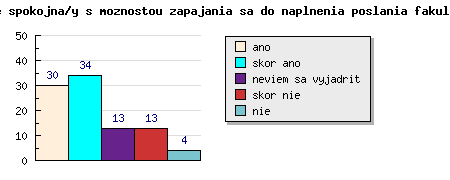 spokojna/y s moznostou zapajania sa do naplnenia poslania fakul
50
40
30
20
10
0
30
34
13
13
4
ano
skor ano
neviem sa vyjadrit
skor nie
nie